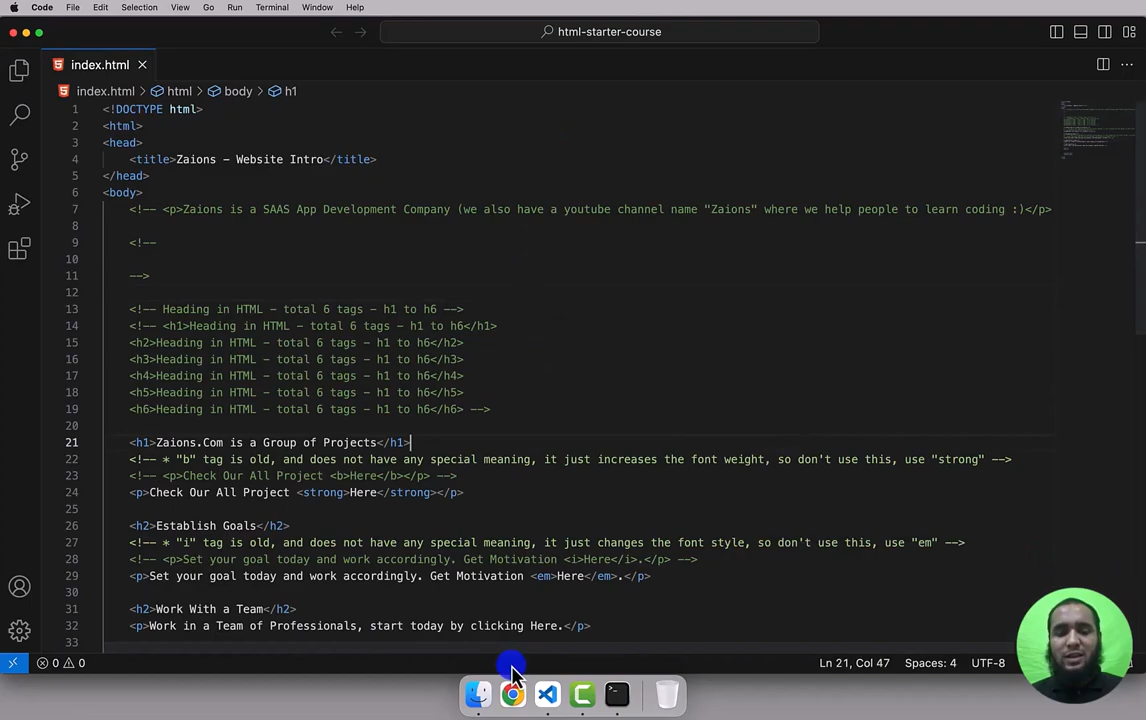 Code File Edit Selection View Go Run Terminal Window Help
html-starter-course
index.html
index.html > html > body > h1
1 <!DOCTYPE html>
2 <html>
3 <head>
4 <title>Zaions - Website Intro</title>
5 </head>
6 <body>
7 <!-- <p>Zaions is a SAAS App Development Company (we also have a youtube channel name "Zaions" where we help people to learn coding :)</p>
8
9 <!--
10
11 -->
12
13 <!-- Heading in HTML - total 6 tags - h1 to h6 -->
14 <!-- <h1>Heading in HTML - total 6 tags - h1 to h6</h1>
15 <h2>Heading in HTML - total 6 tags - h1 to h6</h2>
16 <h3>Heading in HTML - total 6 tags - h1 to h6</h3>
17 <h4>Heading in HTML - total 6 tags - h1 to h6</h4>
18 <h5>Heading in HTML - total 6 tags - h1 to h6</h5>
19 <h6>Heading in HTML - total 6 tags - h1 to h6</h6> -->
20
21 <h1>Zaions.Com is a Group of Projects</h1>
22 <!-- * "b" tag is old, and does not have any special meaning, it just increases the font weight, so don't use this, use "strong" -->
23 <!-- <p>Check Our All Project <b>Here</b></p> -->
24 <p>Check Our All Project <strong>Here</strong></p>
25
26 <h2>Establish Goals</h2>
27 <!-- * "i" tag is old, and does not have any special meaning, it just changes the font style, so don't use this, use "em" -->
28 <!-- <p>Set your goal today and work accordingly. Get Motivation <i>Here</i>.</p> -->
29 <p>Set your goal today and work accordingly. Get Motivation <em>Here</em>.</p>
30
31 <h2>Work With a Team</h2>
32 <p>Work in a Team of Professionals, start today by clicking Here.</p>
33
0 0 Ln 21, Col 47 Spaces: 4 UTF-8